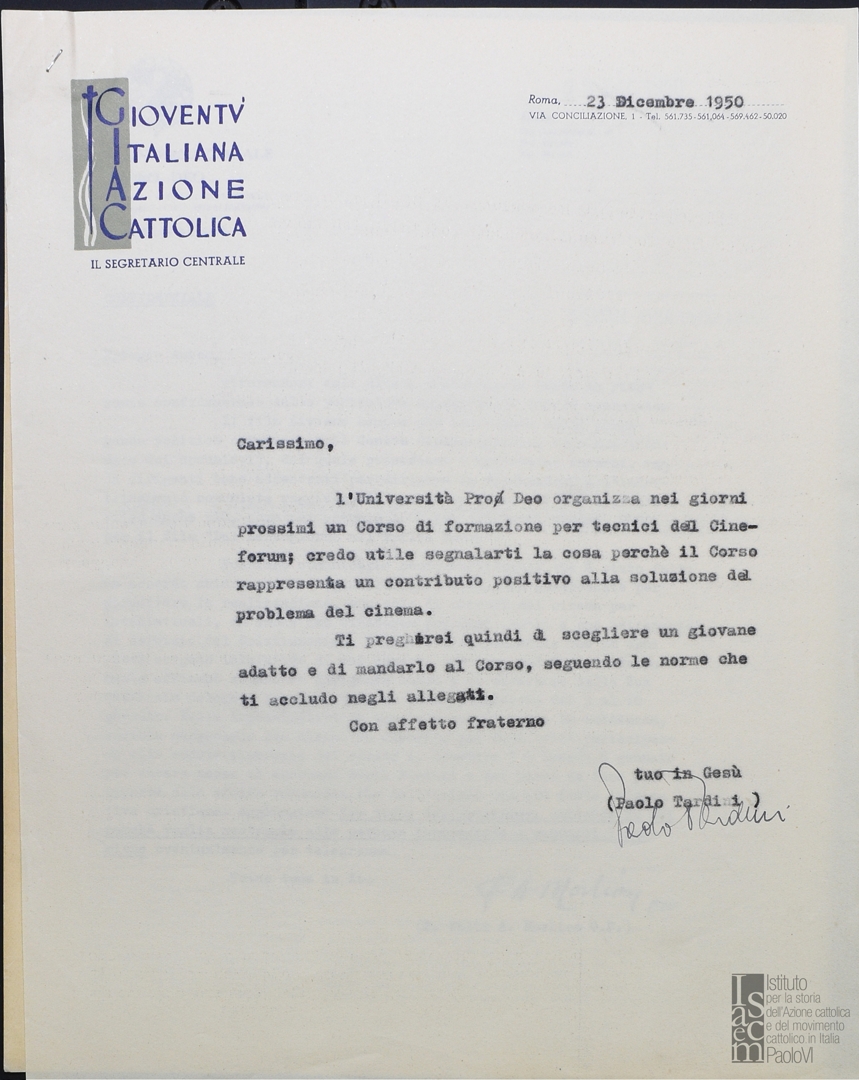 GIOVENTU'
ITALIANA
AZIONE
CATTOLICA
IL SEGRETARIO CENTRALE
Roma, 23 Dicembre 1950
VIA CONCILIAZIONE, 1 - Tel. 561.735-561,064-569.462-50.020
Carissimo,
l'Università Pro Deo organizza nei giorni
prossimi un Corso di formazione per tecnici del Cine-
forum; credo utile segnalarti la cosa perchè il Corso
rappresenta un contributo positivo alla soluzione del
problema del cinema.
Ti pregherei quindi di scegliere un giovane
adatto e di mandarlo al Corso, seguendo le norme che
ti accludo negli allegati.
Con affetto fraterno
tuo in Gesù
(Paolo Tardini)
Paolo Tardini
Isacem
Istituto
per la storia
dell'Azione cattolica
e del movimento
cattolico in Italia
PaoloVI